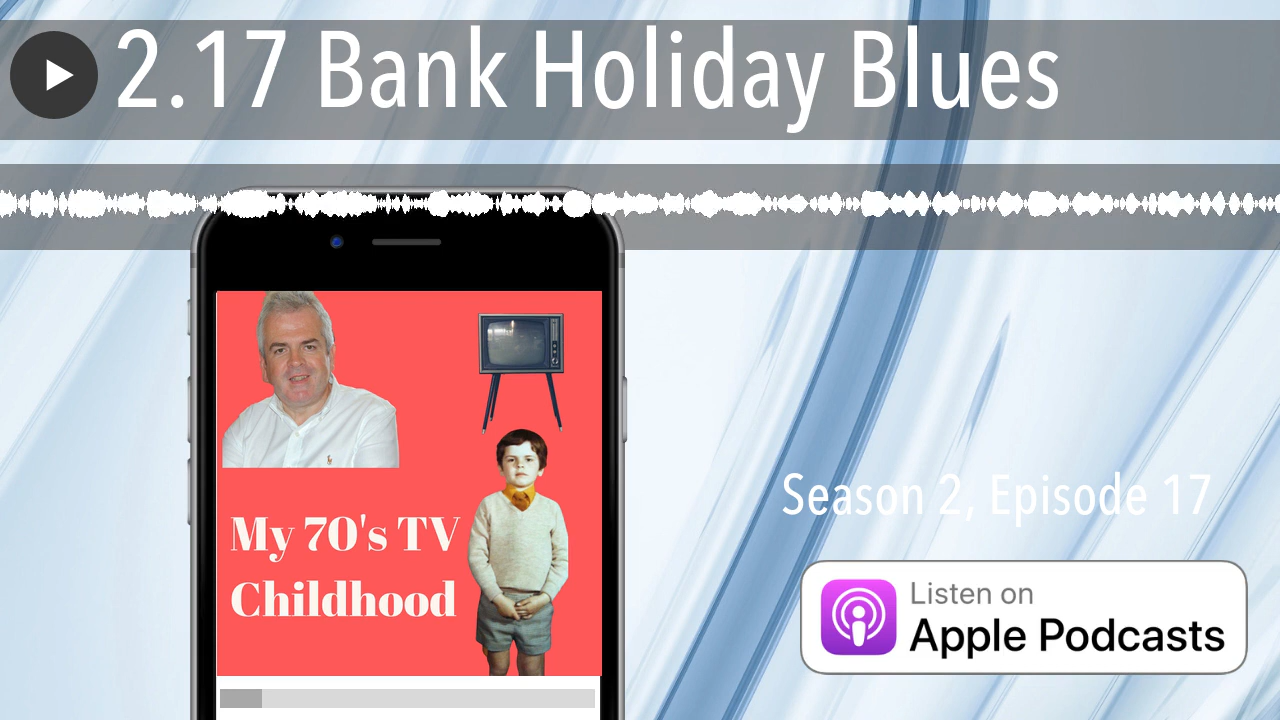 2.17 Bank Holiday Blues
My 70's TV
Childhood
Season 2, Episode 17
Listen on
Apple Podcasts